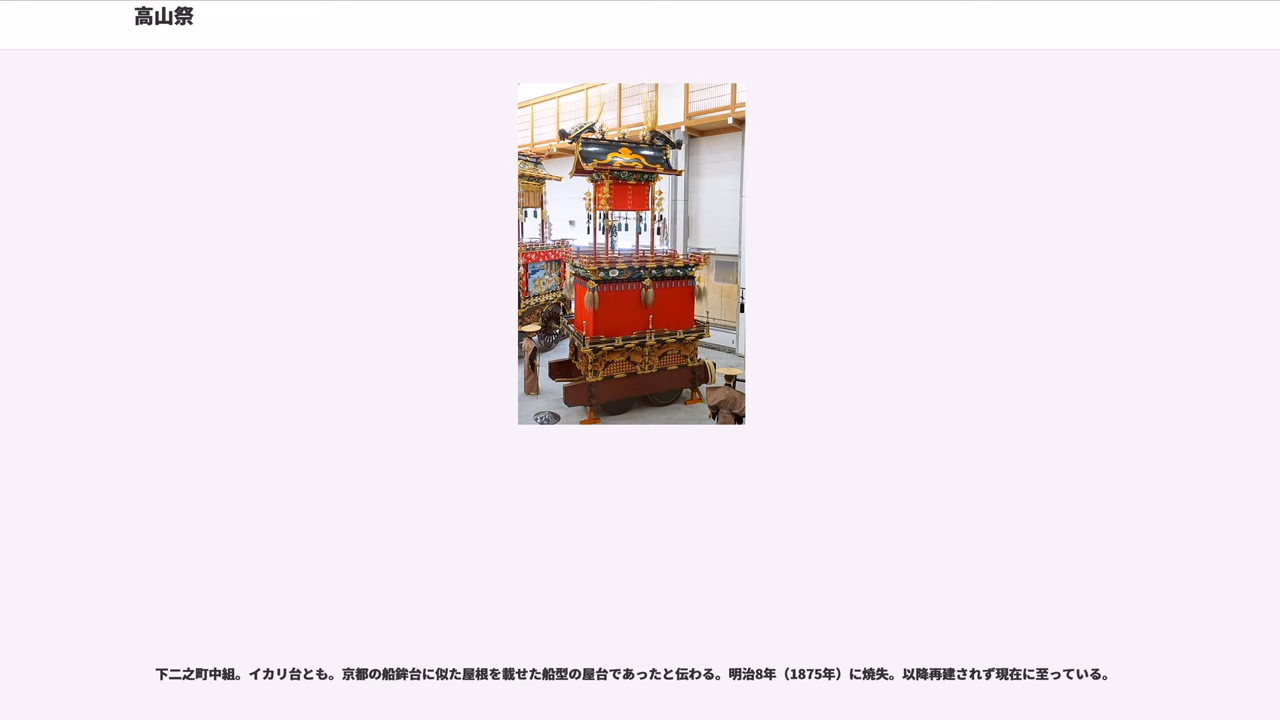 高山祭
下二之町中組。イカリ台とも。京都の船鉾台に似た屋根を載せた船型の屋台であったと伝わる。明治8年（1875年）に焼失。以降再建されず現在に至っている。